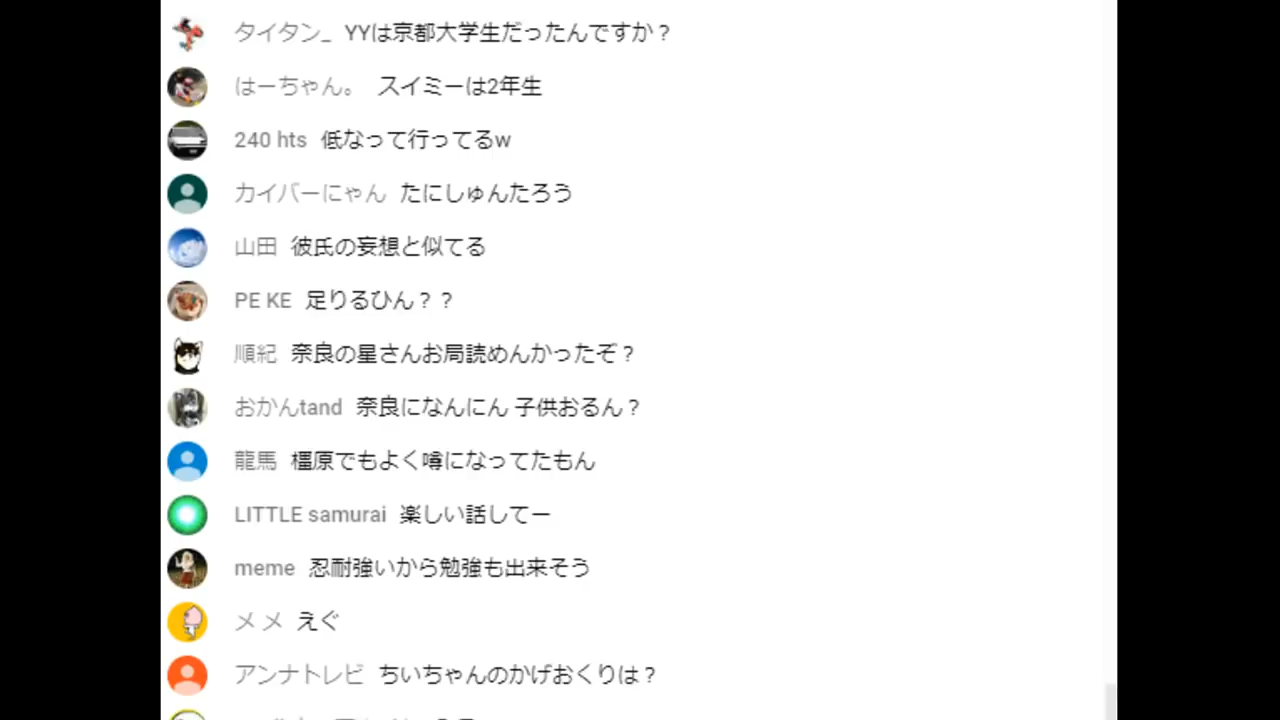 タイタン_ YYは京都大学生だったんですか？
はーちゃん。 スイミーは2年生
240 hts 低なって行ってるw
カイバーにゃん たにしゅんたろう
山田 彼氏の妄想と似てる
PE KE 足りるひん？？
順紀 奈良の星さんお局読めんかったぞ？
おかんtand 奈良になんにん 子供おるん？
龍馬 橿原でもよく噂になってたもん
LITTLE samurai 楽しい話してー
meme 忍耐強いから勉強も出来そう
メ メ えぐ
アンナトレビ ちいちゃんのかげおくりは？